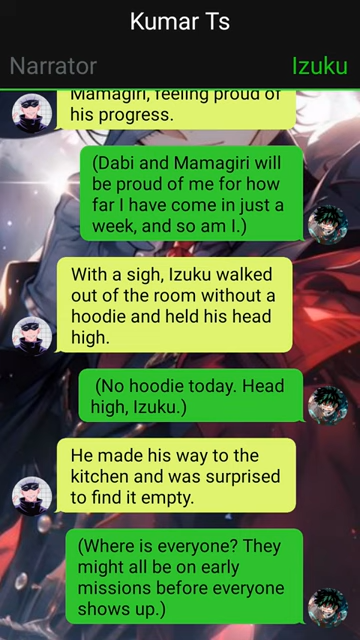 Kumar Ts
Narrator
Izuku
Mamagiri, feeling proud of
his progress.
(Dabi and Mamagiri will
be proud of me for how
far I have come in just a
week, and so am I.)
With a sigh, Izuku walked
out of the room without a
hoodie and held his head
high.
(No hoodie today. Head
high, Izuku.)
He made his way to the
kitchen and was surprised
to find it empty.
(Where is everyone? They
might all be on early
missions before everyone
shows up.)